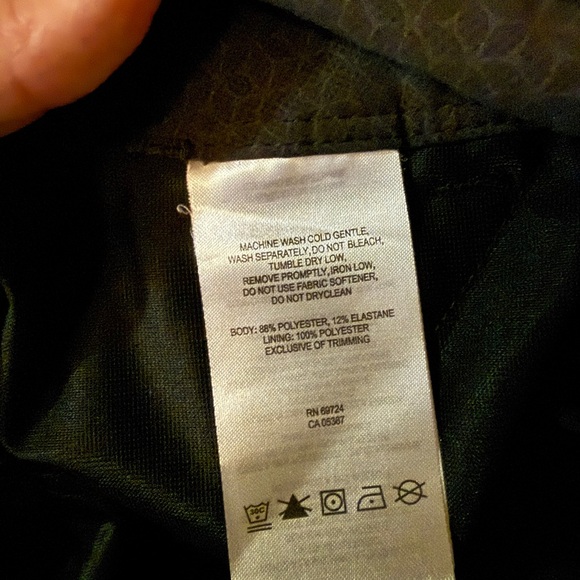 MACHINE WASH COLD GENTLE,
WASH SEPARATELY, DO NOT BLEACH,
TUMBLE DRY LOW,
REMOVE PROMPTLY, IRON LOW,
DO NOT USE FABRIC SOFTENER,
DO NOT DRYCLEAN
BODY: 88% POLYESTER, 12% ELASTANE
LINING: 100% POLYESTER
EXCLUSIVE OF TRIMMING
RN 69724
CA 05387
30C